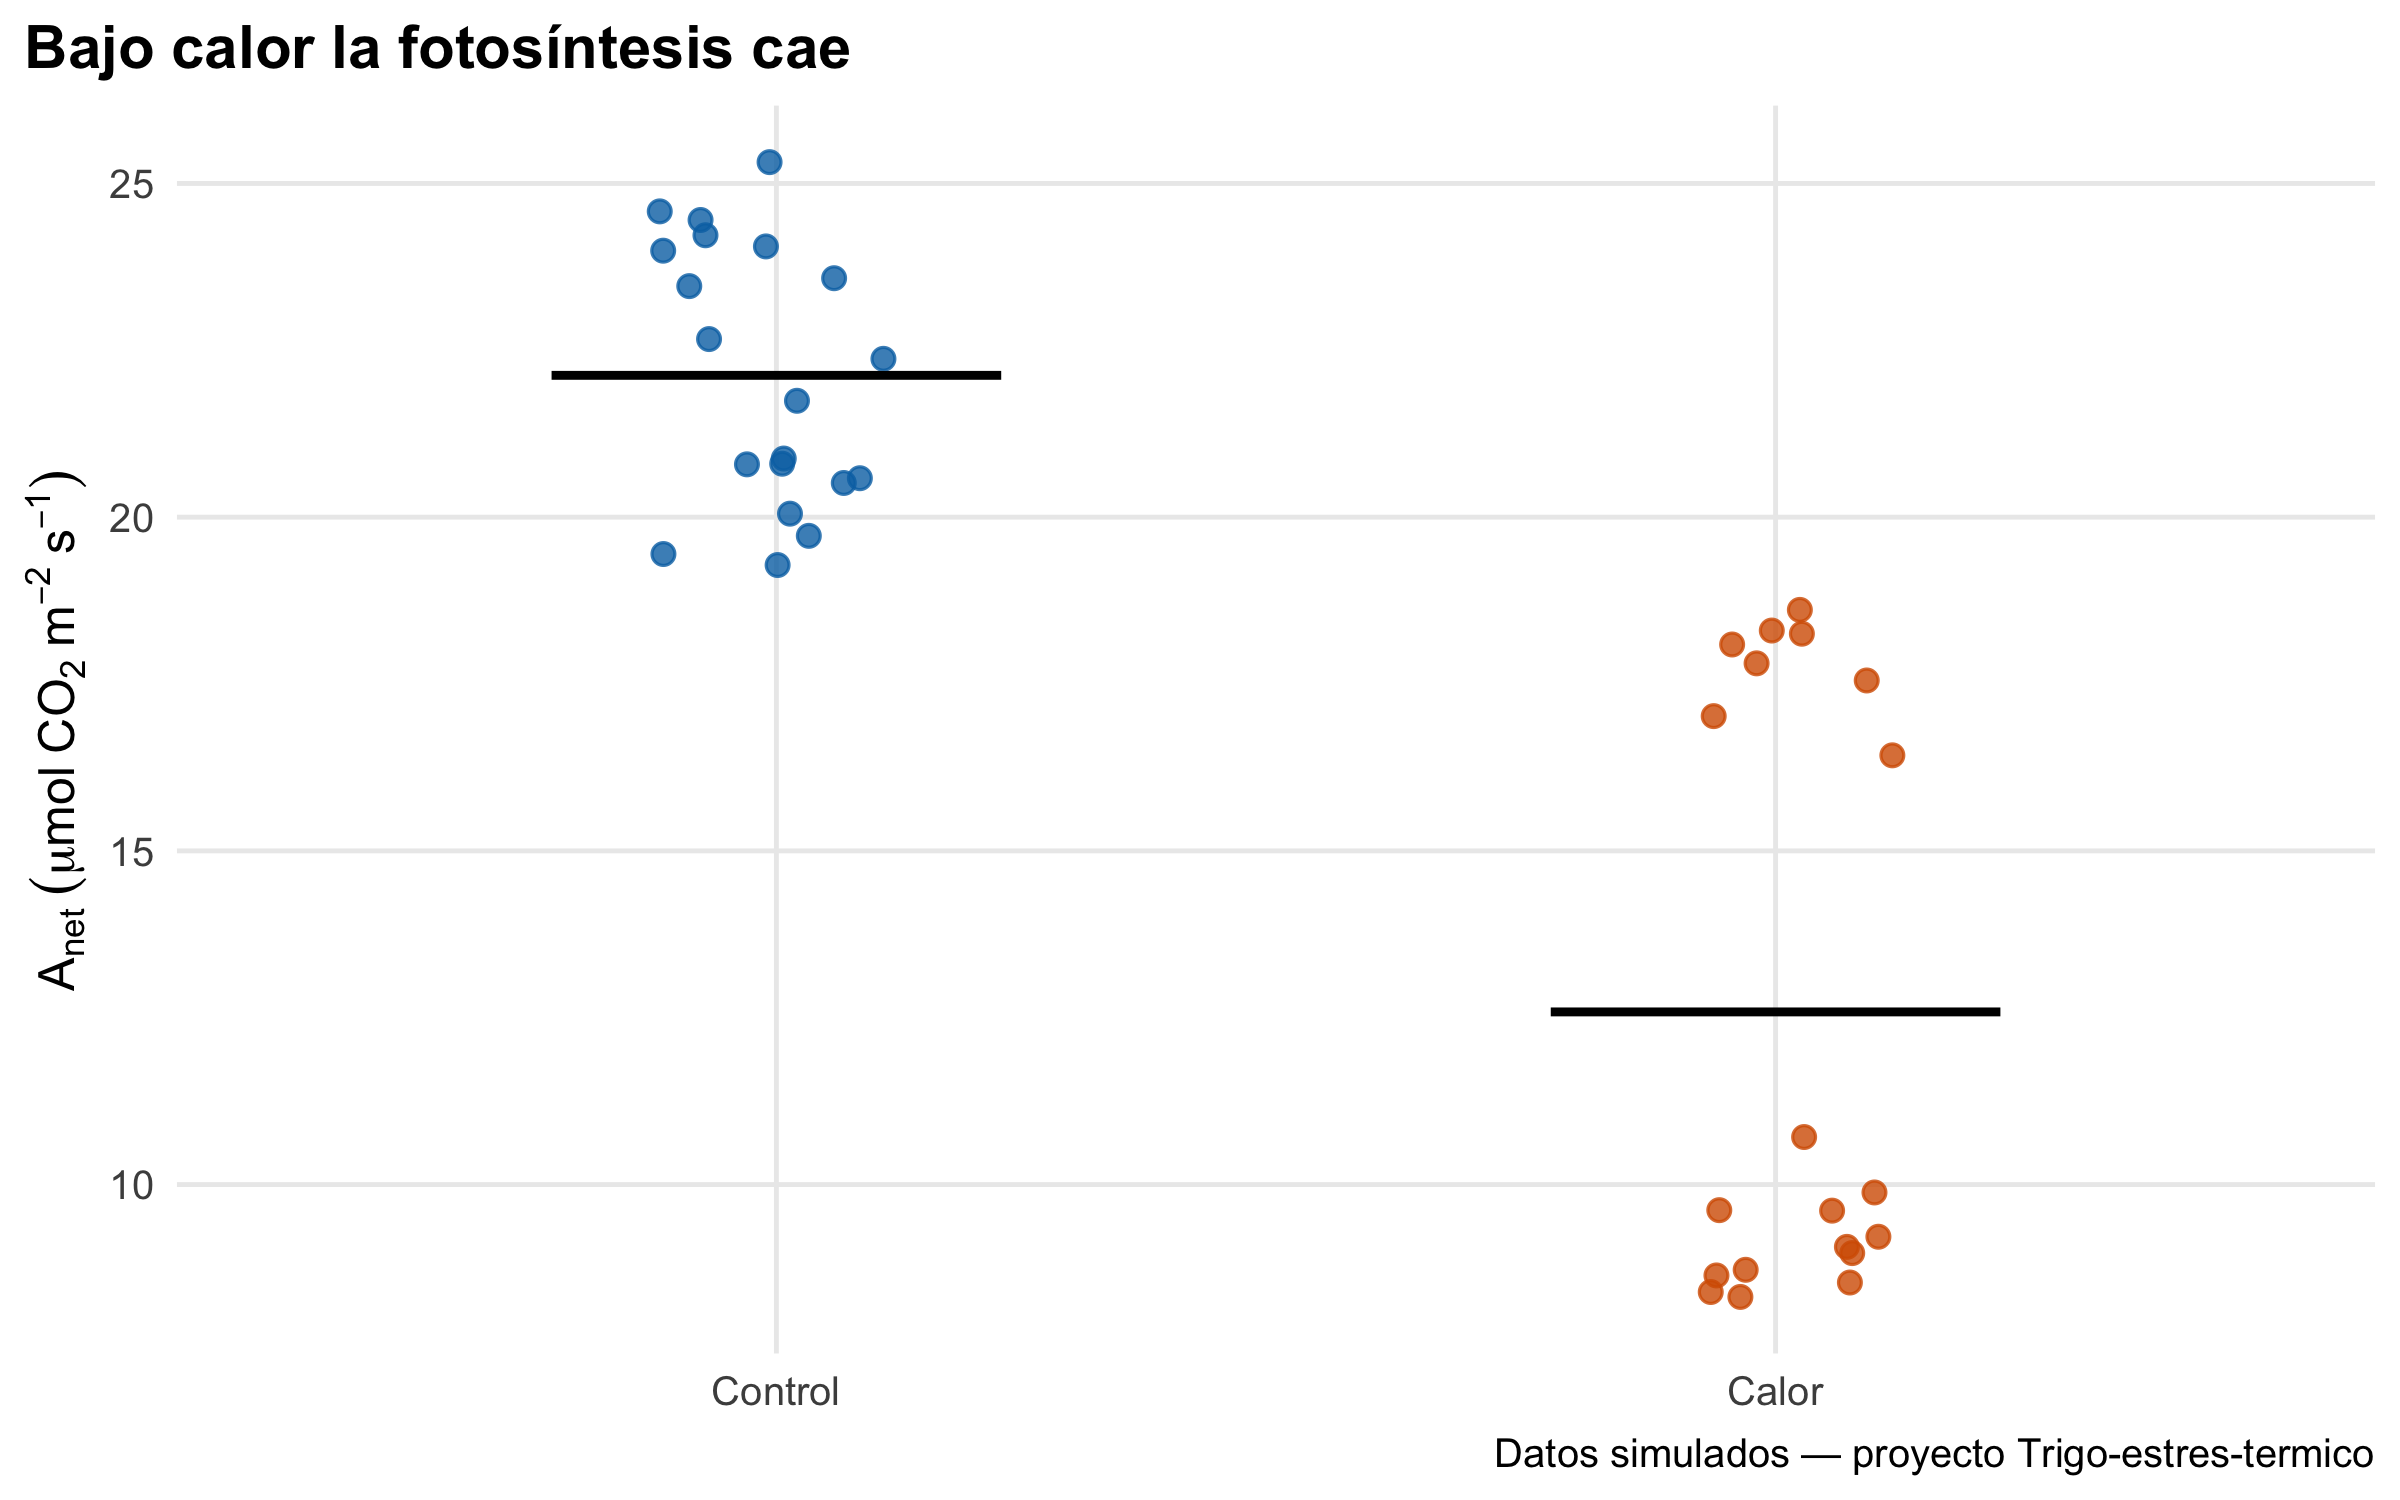 Bajo calor la fotosíntesis cae
A_net (μmol CO₂ m⁻² s⁻¹)
25
20
15
10
Control
Calor
Datos simulados — proyecto Trigo-estres-termico